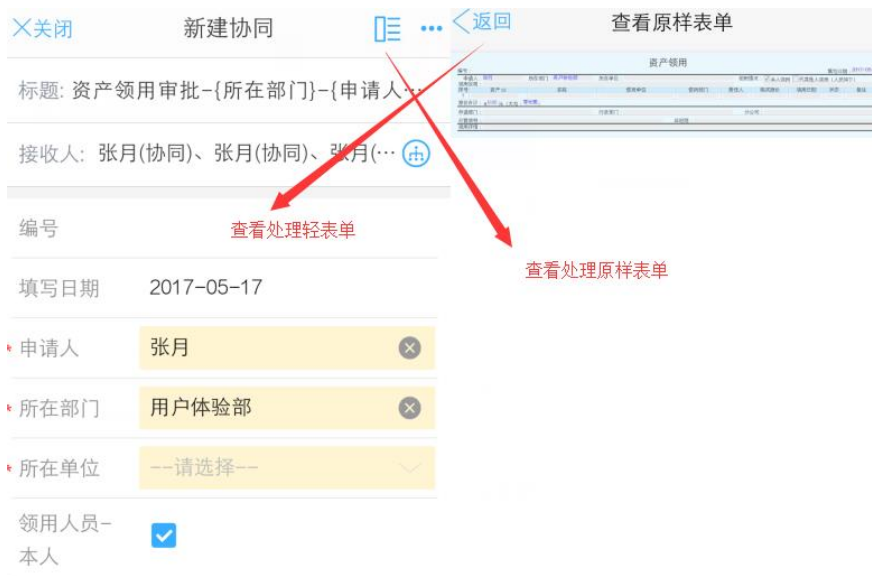 关闭
新建协同
标题: 资产领用审批-{所在部门}-{申请人…
接收人: 张月(协同)、张月(协同)、张月(…
编号
查看处理轻表单
填写日期 2017-05-17
* 申请人 张月
* 所在部门 用户体验部
* 所在单位 --请选择--
领用人员-
本人
返回
查看原样表单
资产领用
查看处理原样表单